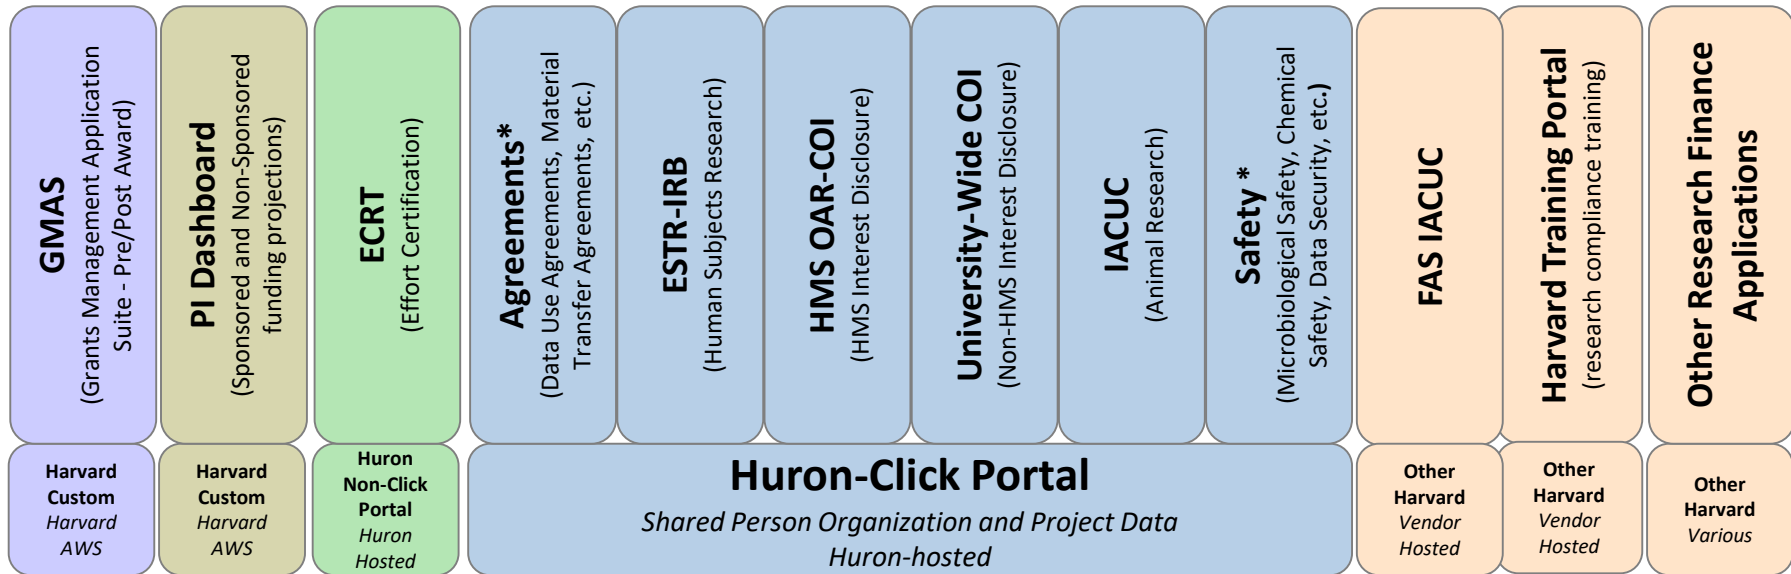 GMAS
(Grants Management Application
Suite - Pre/Post Award)
PI Dashboard
(Sponsored and Non-Sponsored
funding projections)
ECRT
(Effort Certification)
Agreements*
(Data Use Agreements, Material
Transfer Agreements, etc.)
ESTR-IRB
(Human Subjects Research)
HMS OAR-COI
(HMS Interest Disclosure)
University-Wide COI
(Non-HMS Interest Disclosure)
IACUC
(Animal Research)
Safety *
(Microbiological Safety, Chemical
Safety, Data Security, etc.)
FAS IACUC
Harvard Training Portal
(research compliance training)
Other Research Finance
Applications
Harvard
Custom
Harvard
AWS
Harvard
Custom
Harvard
AWS
Huron
Non-Click
Portal
Huron
Hosted
Huron-Click Portal
Shared Person Organization and Project Data
Huron-hosted
Other
Harvard
Vendor
Hosted
Other
Harvard
Vendor
Hosted
Other
Harvard
Various